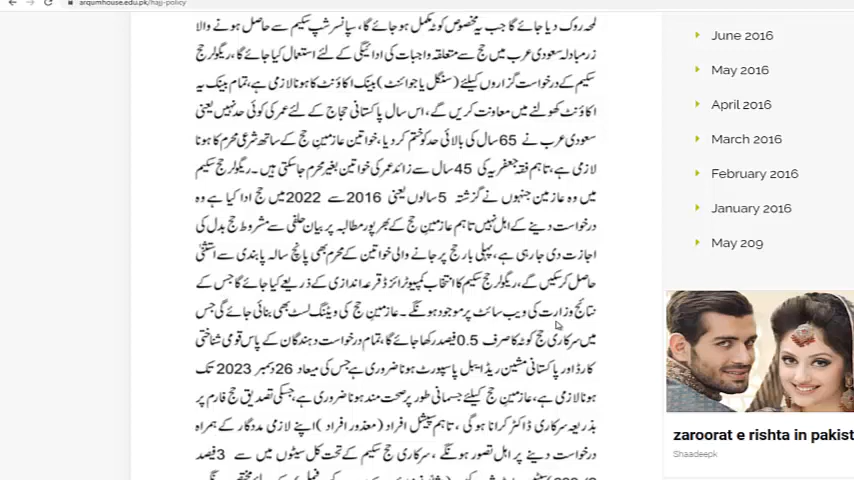 arqumhouse.edu.pk/hajj-policy
لمحہ روک دیا جائے گا جب یہ مخصوص کوٹہ مکمل ہو جائے گا، سپانسر شپ سکیم سے حاصل ہونے والا
زرمبادلہ سعودی عرب میں حج سے متعلقہ واجبات کی ادائیگی کے لئے استعمال کیا جائے گا، ریگولر حج
سکیم کے درخواست گزاروں کیلئے (سنگل یا جوائنٹ) بینک اکاؤنٹ کا ہونا لازمی ہے، تمام بینک یہ
اکاؤنٹ کھولنے میں معاونت کریں گے، اس سال پاکستانی حجاج کے لئے عمر کی کوئی حد نہیں یعنی
سعودی عرب نے 65 سال کی بالائی حد کو ختم کر دیا، خواتین عازمین حج کے ساتھ شرعی محرم کا ہونا
لازمی ہے، تاہم فقہ جعفریہ کی 45 سال سے زائد عمر کی خواتین بغیر محرم جاسکتی ہیں۔ ریگولر حج سکیم
میں وہ عازمین جنہوں نے گزشتہ 5 سالوں یعنی 2016 سے 2022 میں حج ادا کیا ہے وہ
درخواست دینے کے اہل نہیں تاہم عازمین حج کے بھرپور مطالبہ پر بیان حلفی سے مشروط حج بدل کی
اجازت دی جا رہی ہے، پہلی بار حج پر جانے والی خواتین کے محرم بھی پانچ سالہ پابندی سے استثنیٰ
حاصل کرسکیں گے، ریگولر حج سکیم کا انتخاب کمپیوٹرائزڈ قرعہ اندازی کے ذریعے کیا جائے گا جس کے
نتائج وزارت کی ویب سائٹ پر موجود ہونگے۔ عازمین حج کی ویٹنگ لسٹ بھی بنائی جائے گی جس
میں سرکاری حج کوٹہ کا صرف 0.5 فیصد رکھا جائے گا، تمام درخواست دہندگان کے پاس قومی شناختی
کارڈ اور پاکستانی مشین ریڈ ایبل پاسپورٹ ہونا ضروری ہے جس کی میعاد 26 دسمبر 2023 تک
ہونا لازمی ہے، عازمین حج کیلئے جسمانی طور پر صحت مند ہونا ضروری ہے جسکی تصدیق حج فارم پر
بذریعہ سرکاری ڈاکٹر کرانا ہوگی، تاہم سپیشل افراد (معذور افراد) اپنے لازمی مددگار کے ہمراہ
درخواست دینے پر اہل تصور ہونگے، سرکاری حج سکیم کے تحت کل سیٹوں میں سے 3 فیصد
June 2016
May 2016
April 2016
March 2016
February 2016
January 2016
May 209
zaroorat e rishta in pakist
Shaadeepk